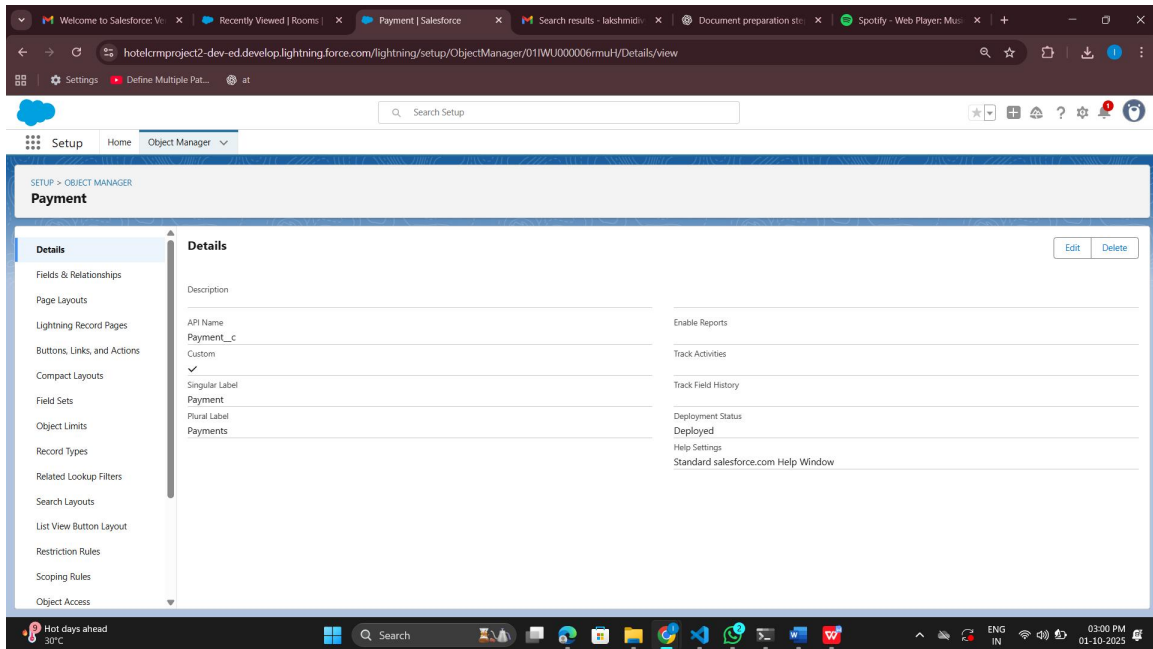 Welcome to Salesforce: Ve
Recently Viewed | Rooms |
Payment | Salesforce
Search results - lakshmidiv
Document preparation ste
Spotify - Web Player: Mus
hotelcrmproject2-dev-ed.develop.lightning.force.com/lightning/setup/ObjectManager/01IWU000006rmuH/Details/view
Settings
Define Multiple Pat...
at
Search Setup
1
Setup
Home
Object Manager
SETUP > OBJECT MANAGER
Payment
Details
Fields & Relationships
Page Layouts
Lightning Record Pages
Buttons, Links, and Actions
Compact Layouts
Field Sets
Object Limits
Record Types
Related Lookup Filters
Search Layouts
List View Button Layout
Restriction Rules
Scoping Rules
Object Access
Details
Edit
Delete
Description
API Name
Payment__c
Custom
Singular Label
Payment
Plural Label
Payments
Enable Reports
Track Activities
Track Field History
Deployment Status
Deployed
Help Settings
Standard salesforce.com Help Window
9
Hot days ahead
30°C
Search
ENG
IN
03:00 PM
01-10-2025